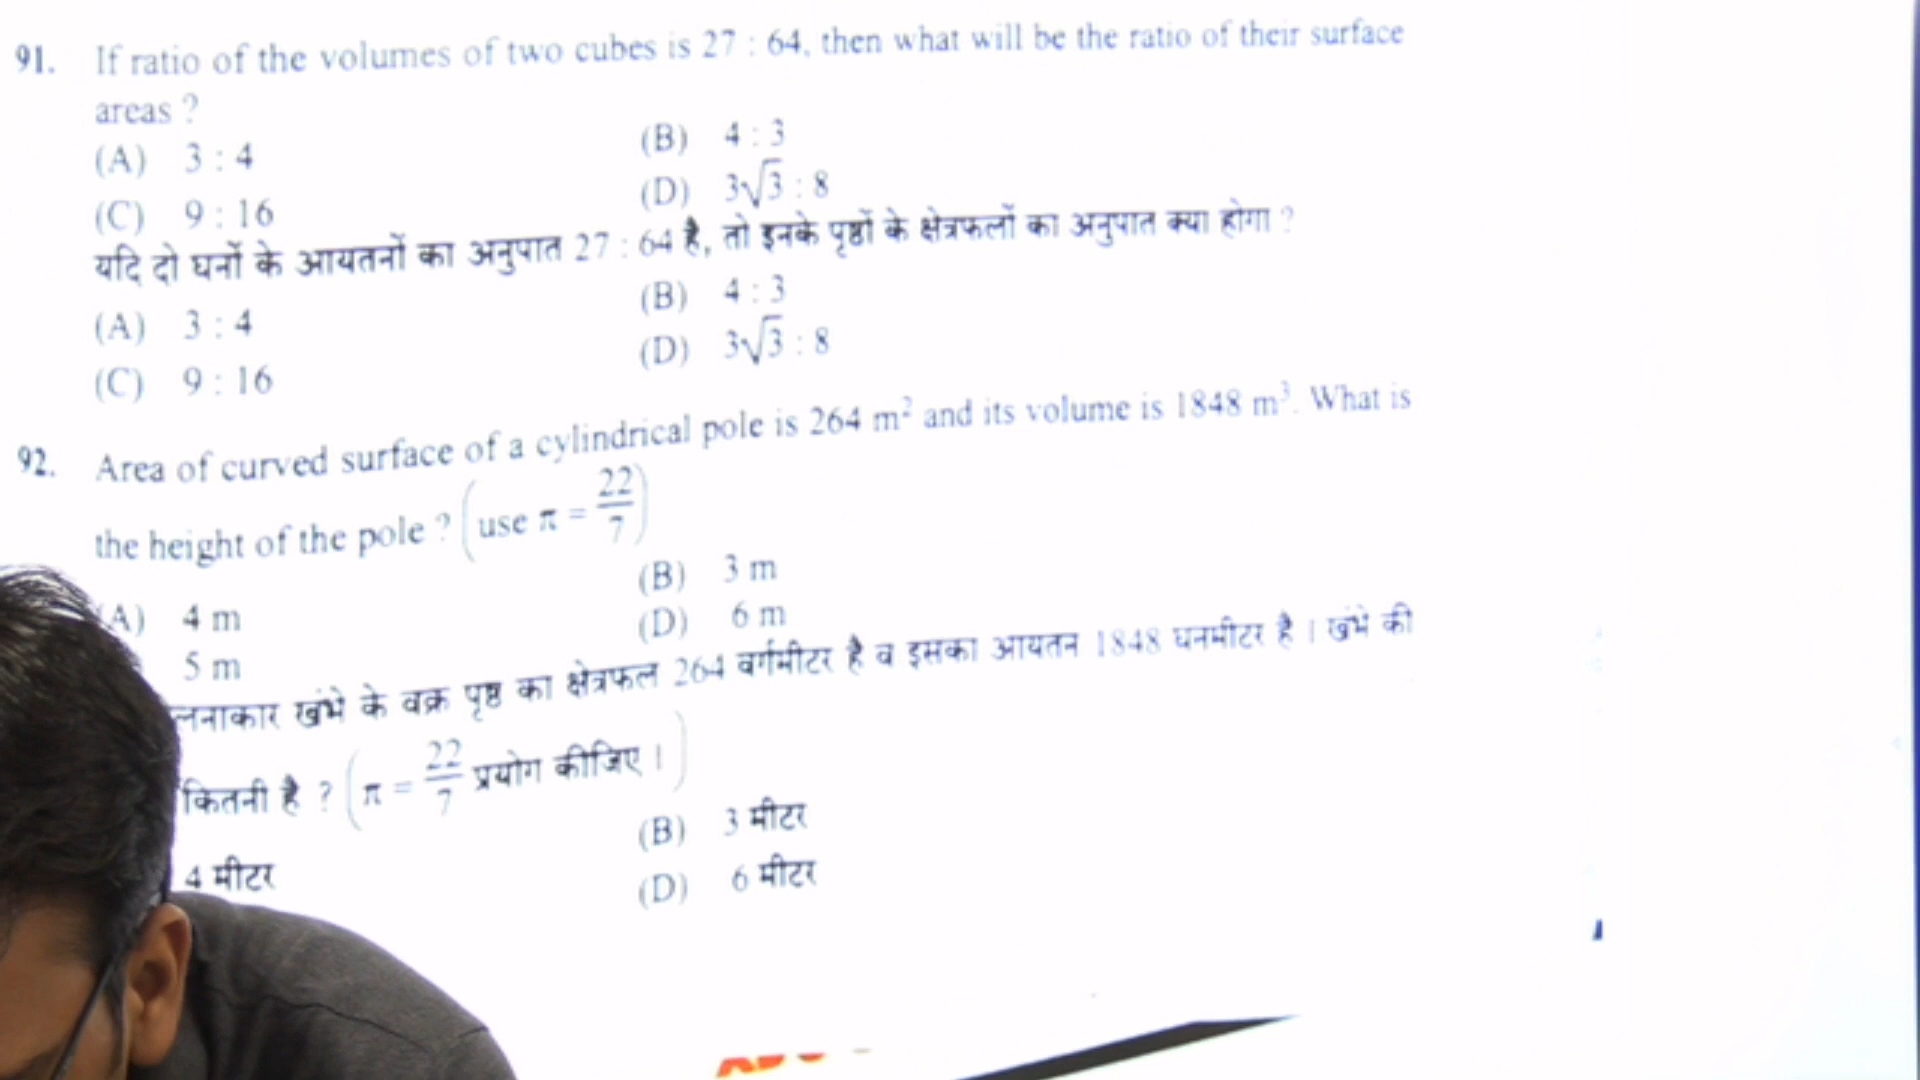 91. If ratio of the volumes of two cubes is 27 : 64, then what will be the ratio of their surface
areas ?
(A) 3 : 4 (B) 4 : 3
(C) 9 : 16 (D) 3√3 : 8
यदि दो घनों के आयतनों का अनुपात 27 : 64 है, तो इनके पृष्ठों के क्षेत्रफलों का अनुपात क्या होगा ?
(A) 3 : 4 (B) 4 : 3
(C) 9 : 16 (D) 3√3 : 8
92. Area of curved surface of a cylindrical pole is 264 m² and its volume is 1848 m³. What is
the height of the pole ? (use π = 22/7)
(A) 4 m (B) 3 m
5 m (D) 6 m
खंभे के वक्र पृष्ठ का क्षेत्रफल 264 वर्गमीटर है व इसका आयतन 1848 घनमीटर है । खंभे की
कितनी है ? (π = 22/7 प्रयोग कीजिए ।)
4 मीटर (B) 3 मीटर
(D) 6 मीटर